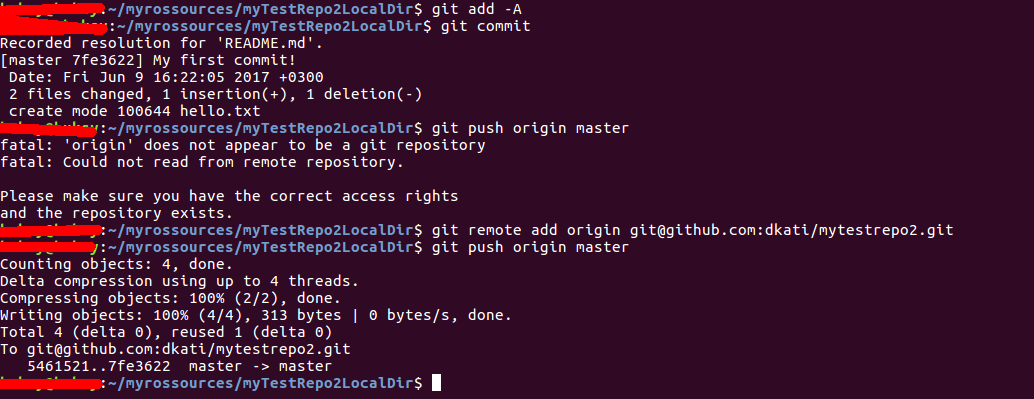 :~/myrossources/myTestRepo2LocalDir$ git add -A
:~/myrossources/myTestRepo2LocalDir$ git commit
Recorded resolution for 'README.md'.
[master 7fe3622] My first commit!
Date: Fri Jun 9 16:22:05 2017 +0300
2 files changed, 1 insertion(+), 1 deletion(-)
create mode 100644 hello.txt
:~/myrossources/myTestRepo2LocalDir$ git push origin master
fatal: 'origin' does not appear to be a git repository
fatal: Could not read from remote repository.
Please make sure you have the correct access rights
and the repository exists.
:~/myrossources/myTestRepo2LocalDir$ git remote add origin git@github.com:dkati/mytestrepo2.git
:~/myrossources/myTestRepo2LocalDir$ git push origin master
Counting objects: 4, done.
Delta compression using up to 4 threads.
Compressing objects: 100% (2/2), done.
Writing objects: 100% (4/4), 313 bytes | 0 bytes/s, done.
Total 4 (delta 0), reused 1 (delta 0)
To git@github.com:dkati/mytestrepo2.git
5461521..7fe3622 master -> master
:~/myrossources/myTestRepo2LocalDir$